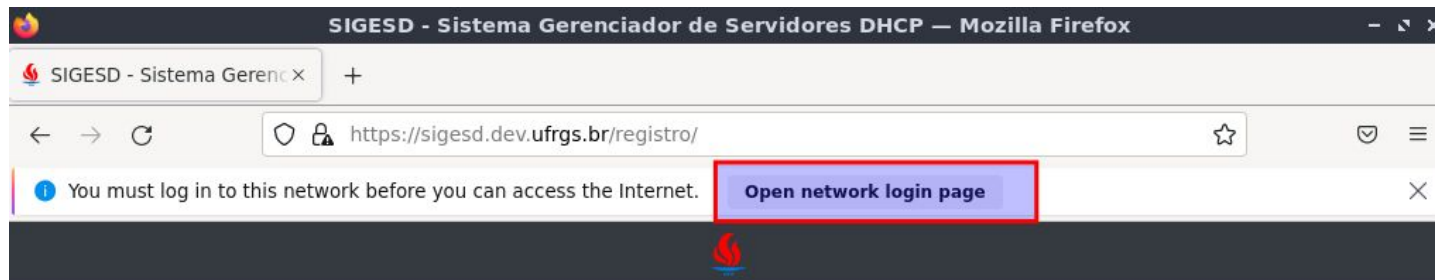 SIGESD - Sistema Gerenciador de Servidores DHCP — Mozilla Firefox
SIGESD - Sistema Gerenc
https://sigesd.dev.ufrgs.br/registro/
You must log in to this network before you can access the Internet. Open network login page